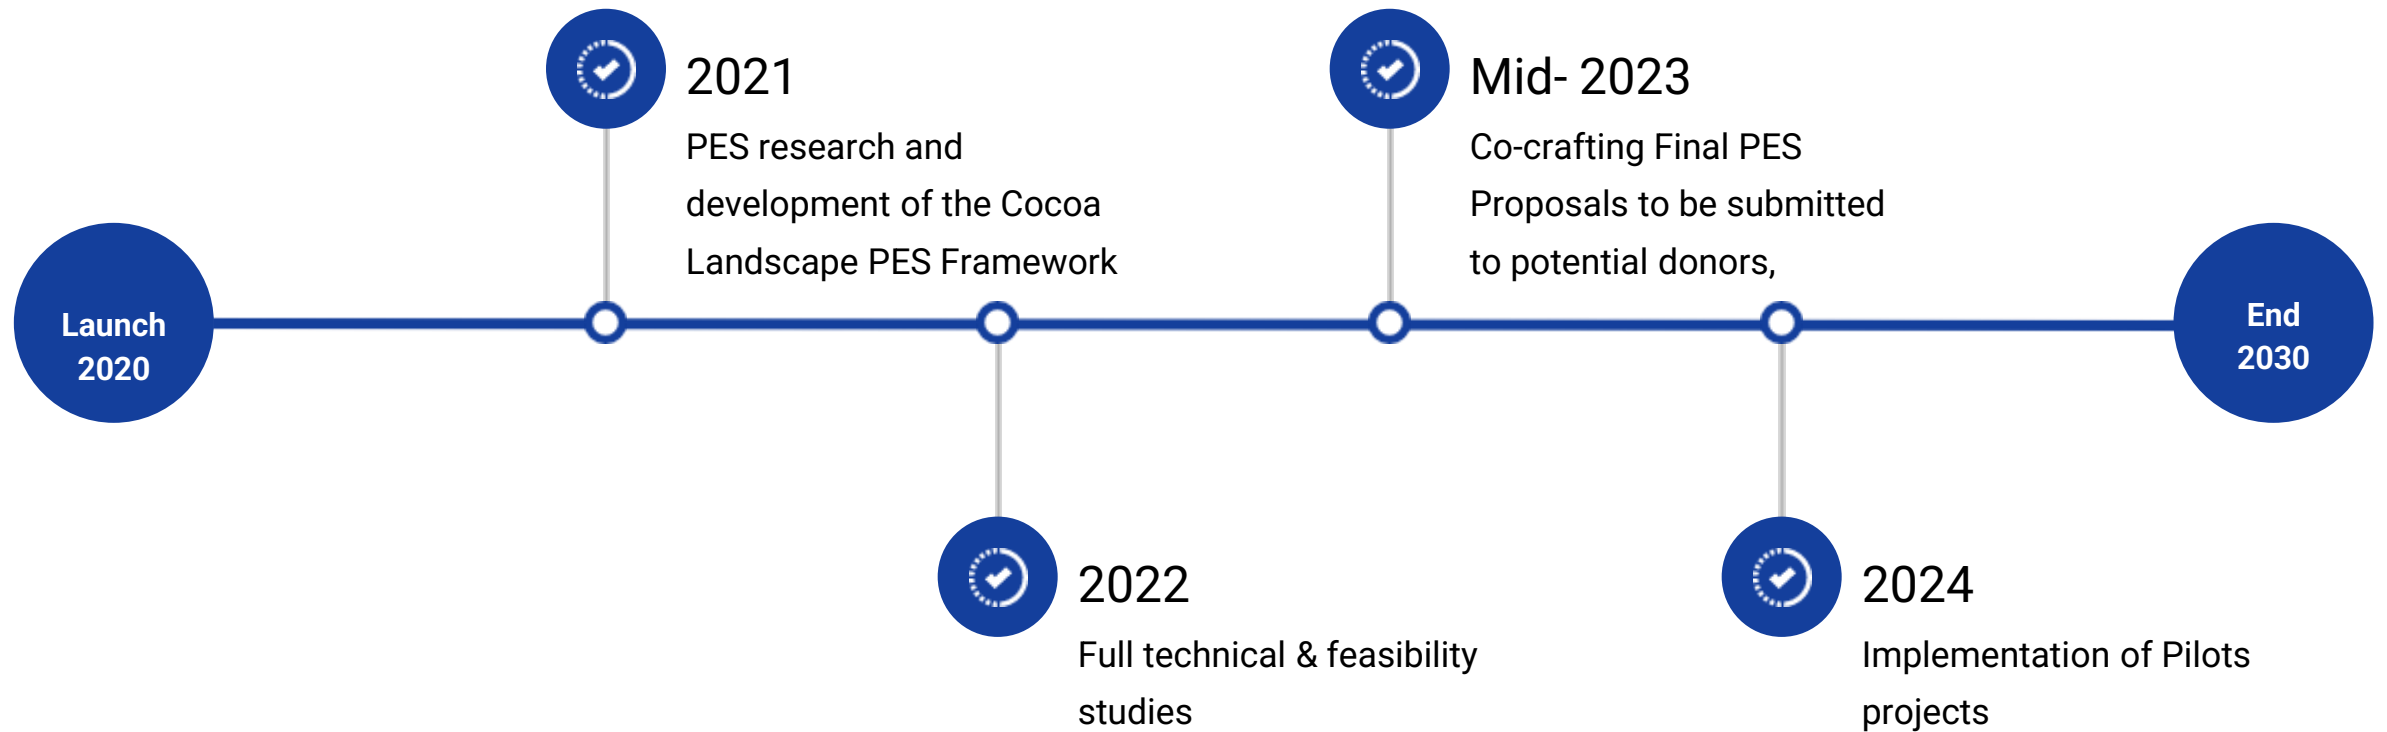 Launch
2020
2021
PES research and
development of the Cocoa
Landscape PES Framework
2022
Full technical & feasibility
studies
Mid- 2023
Co-crafting Final PES
Proposals to be submitted
to potential donors,
2024
Implementation of Pilots
projects
End
2030